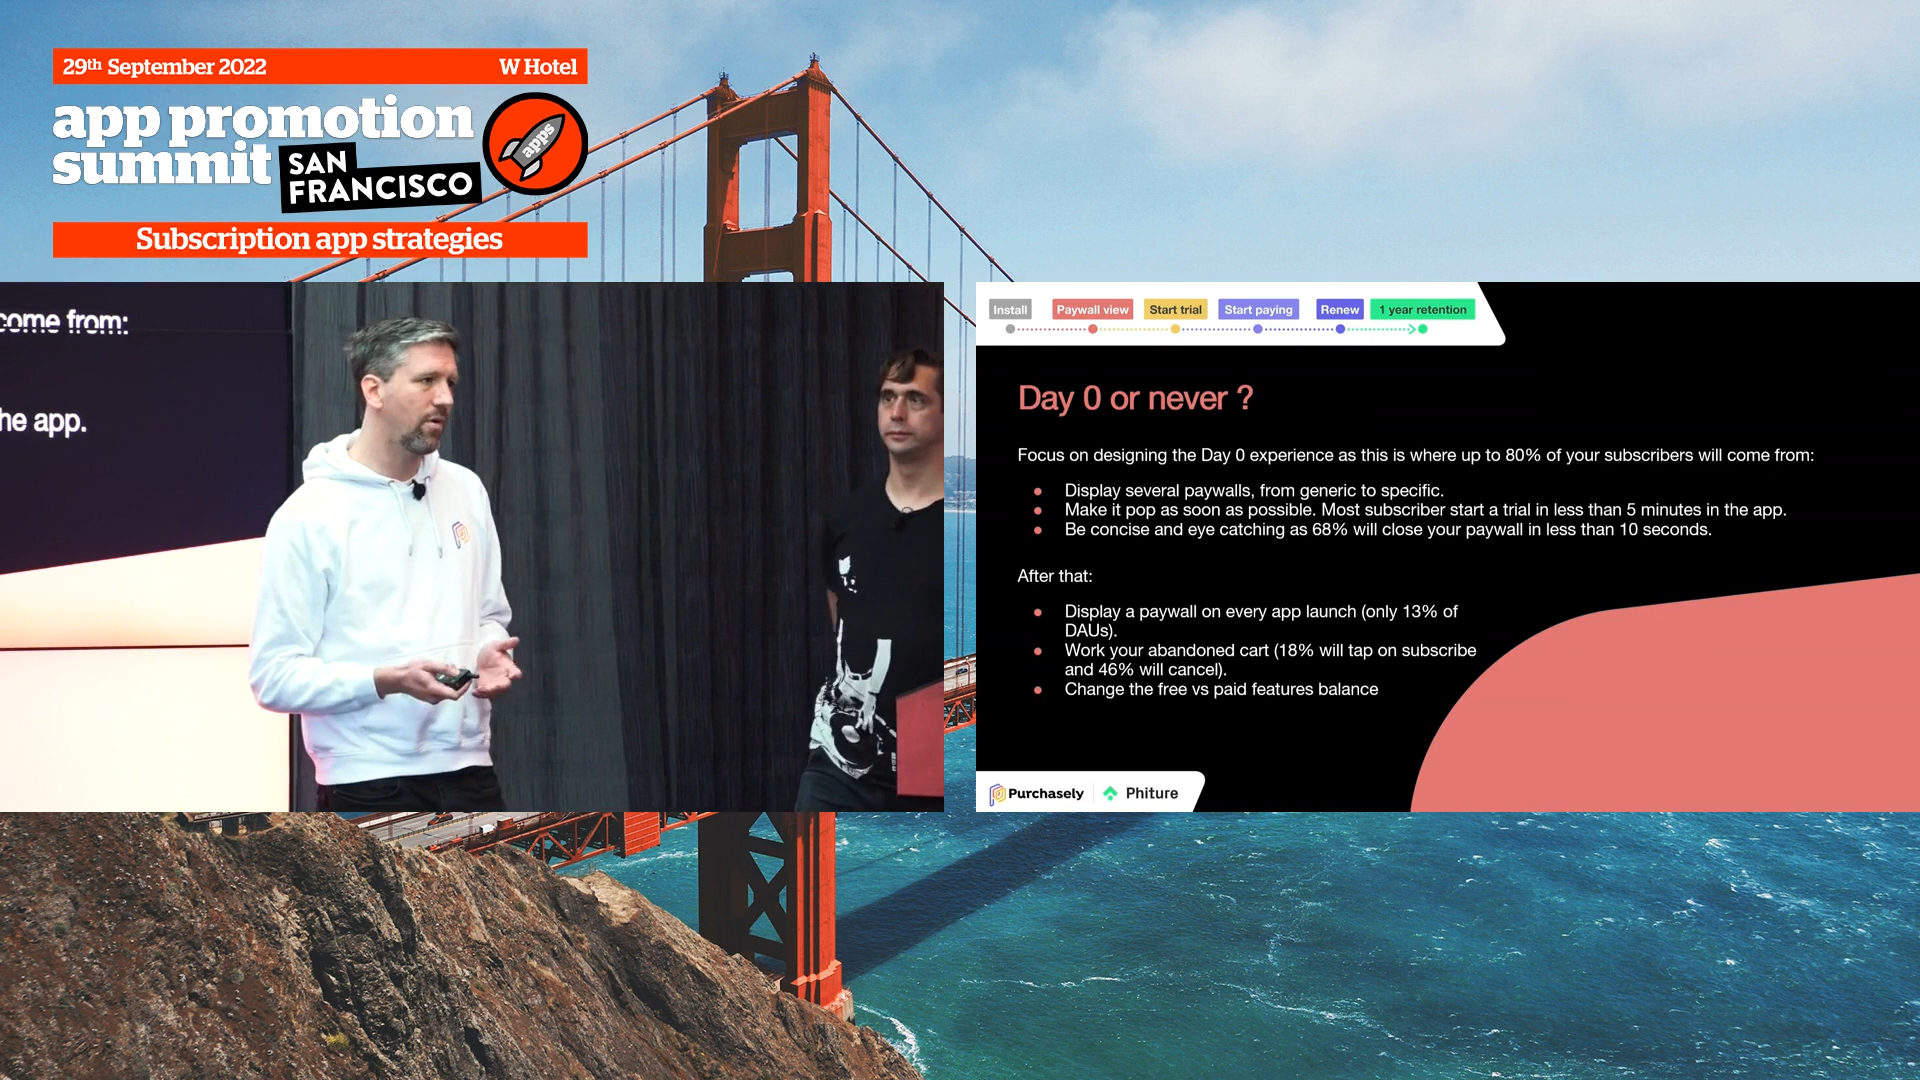 29th September 2022
W Hotel
app promotion
summit
SAN
FRANCISCO
apps
Subscription app strategies
come from:
he app.
Install
Paywall view
Start trial
Start paying
Renew
1 year retention
Day 0 or never ?
Focus on designing the Day 0 experience as this is where up to 80% of your subscribers will come from:
Display several paywalls, from generic to specific.
Make it pop as soon as possible. Most subscriber start a trial in less than 5 minutes in the app.
Be concise and eye catching as 68% will close your paywall in less than 10 seconds.
After that:
Display a paywall on every app launch (only 13% of
DAUs).
Work your abandoned cart (18% will tap on subscribe
and 46% will cancel).
Change the free vs paid features balance
Purchasely
Phiture